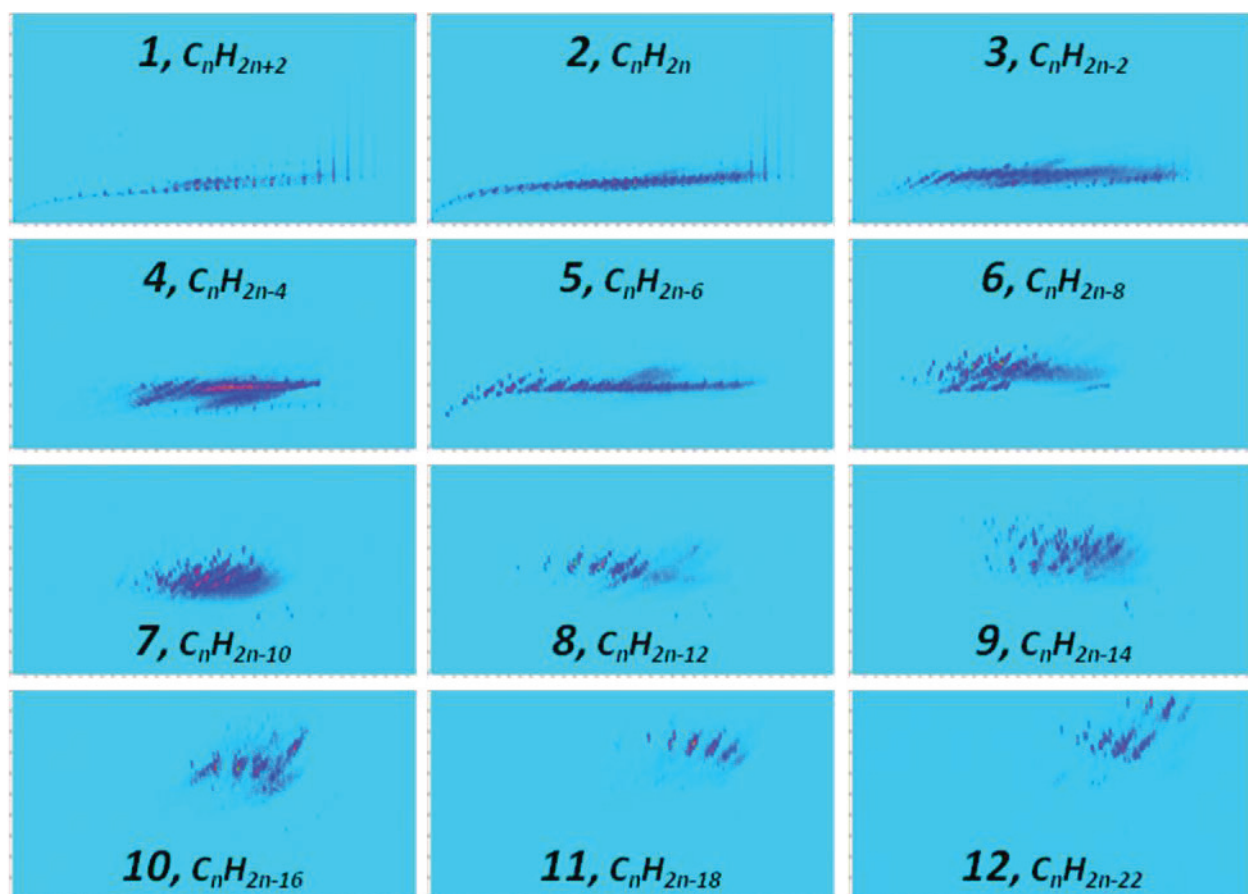 1, CnH2n+2
2, CnH2n
3, CnH2n-2
4, CnH2n-4
5, CnH2n-6
6, CnH2n-8
7, CnH2n-10
8, CnH2n-12
9, CnH2n-14
10, CnH2n-16
11, CnH2n-18
12, CnH2n-22